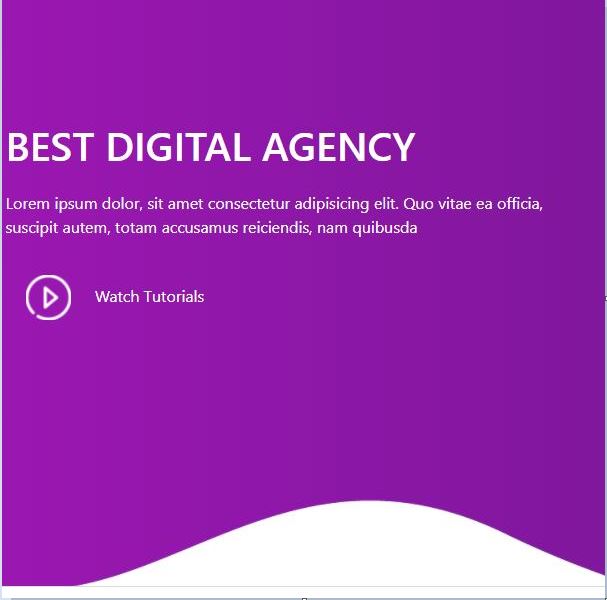 BEST DIGITAL AGENCY
Lorem ipsum dolor, sit amet consectetur adipisicing elit. Quo vitae ea officia,
suscipit autem, totam accusamus reiciendis, nam quibusda
Watch Tutorials